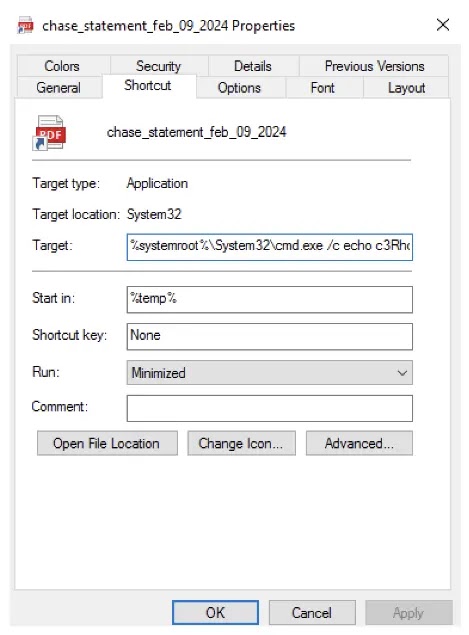 chase_statement_feb_09_2024 Properties
Colors Security Details Previous Versions
General Shortcut Options Font Layout
PDF
chase_statement_feb_09_2024
Target type: Application
Target location: System32
Target: %systemroot%\System32\cmd.exe /c echo c3Rho
Start in: %temp%
Shortcut key: None
Run: Minimized
Comment:
Open File Location Change Icon... Advanced...
OK Cancel Apply